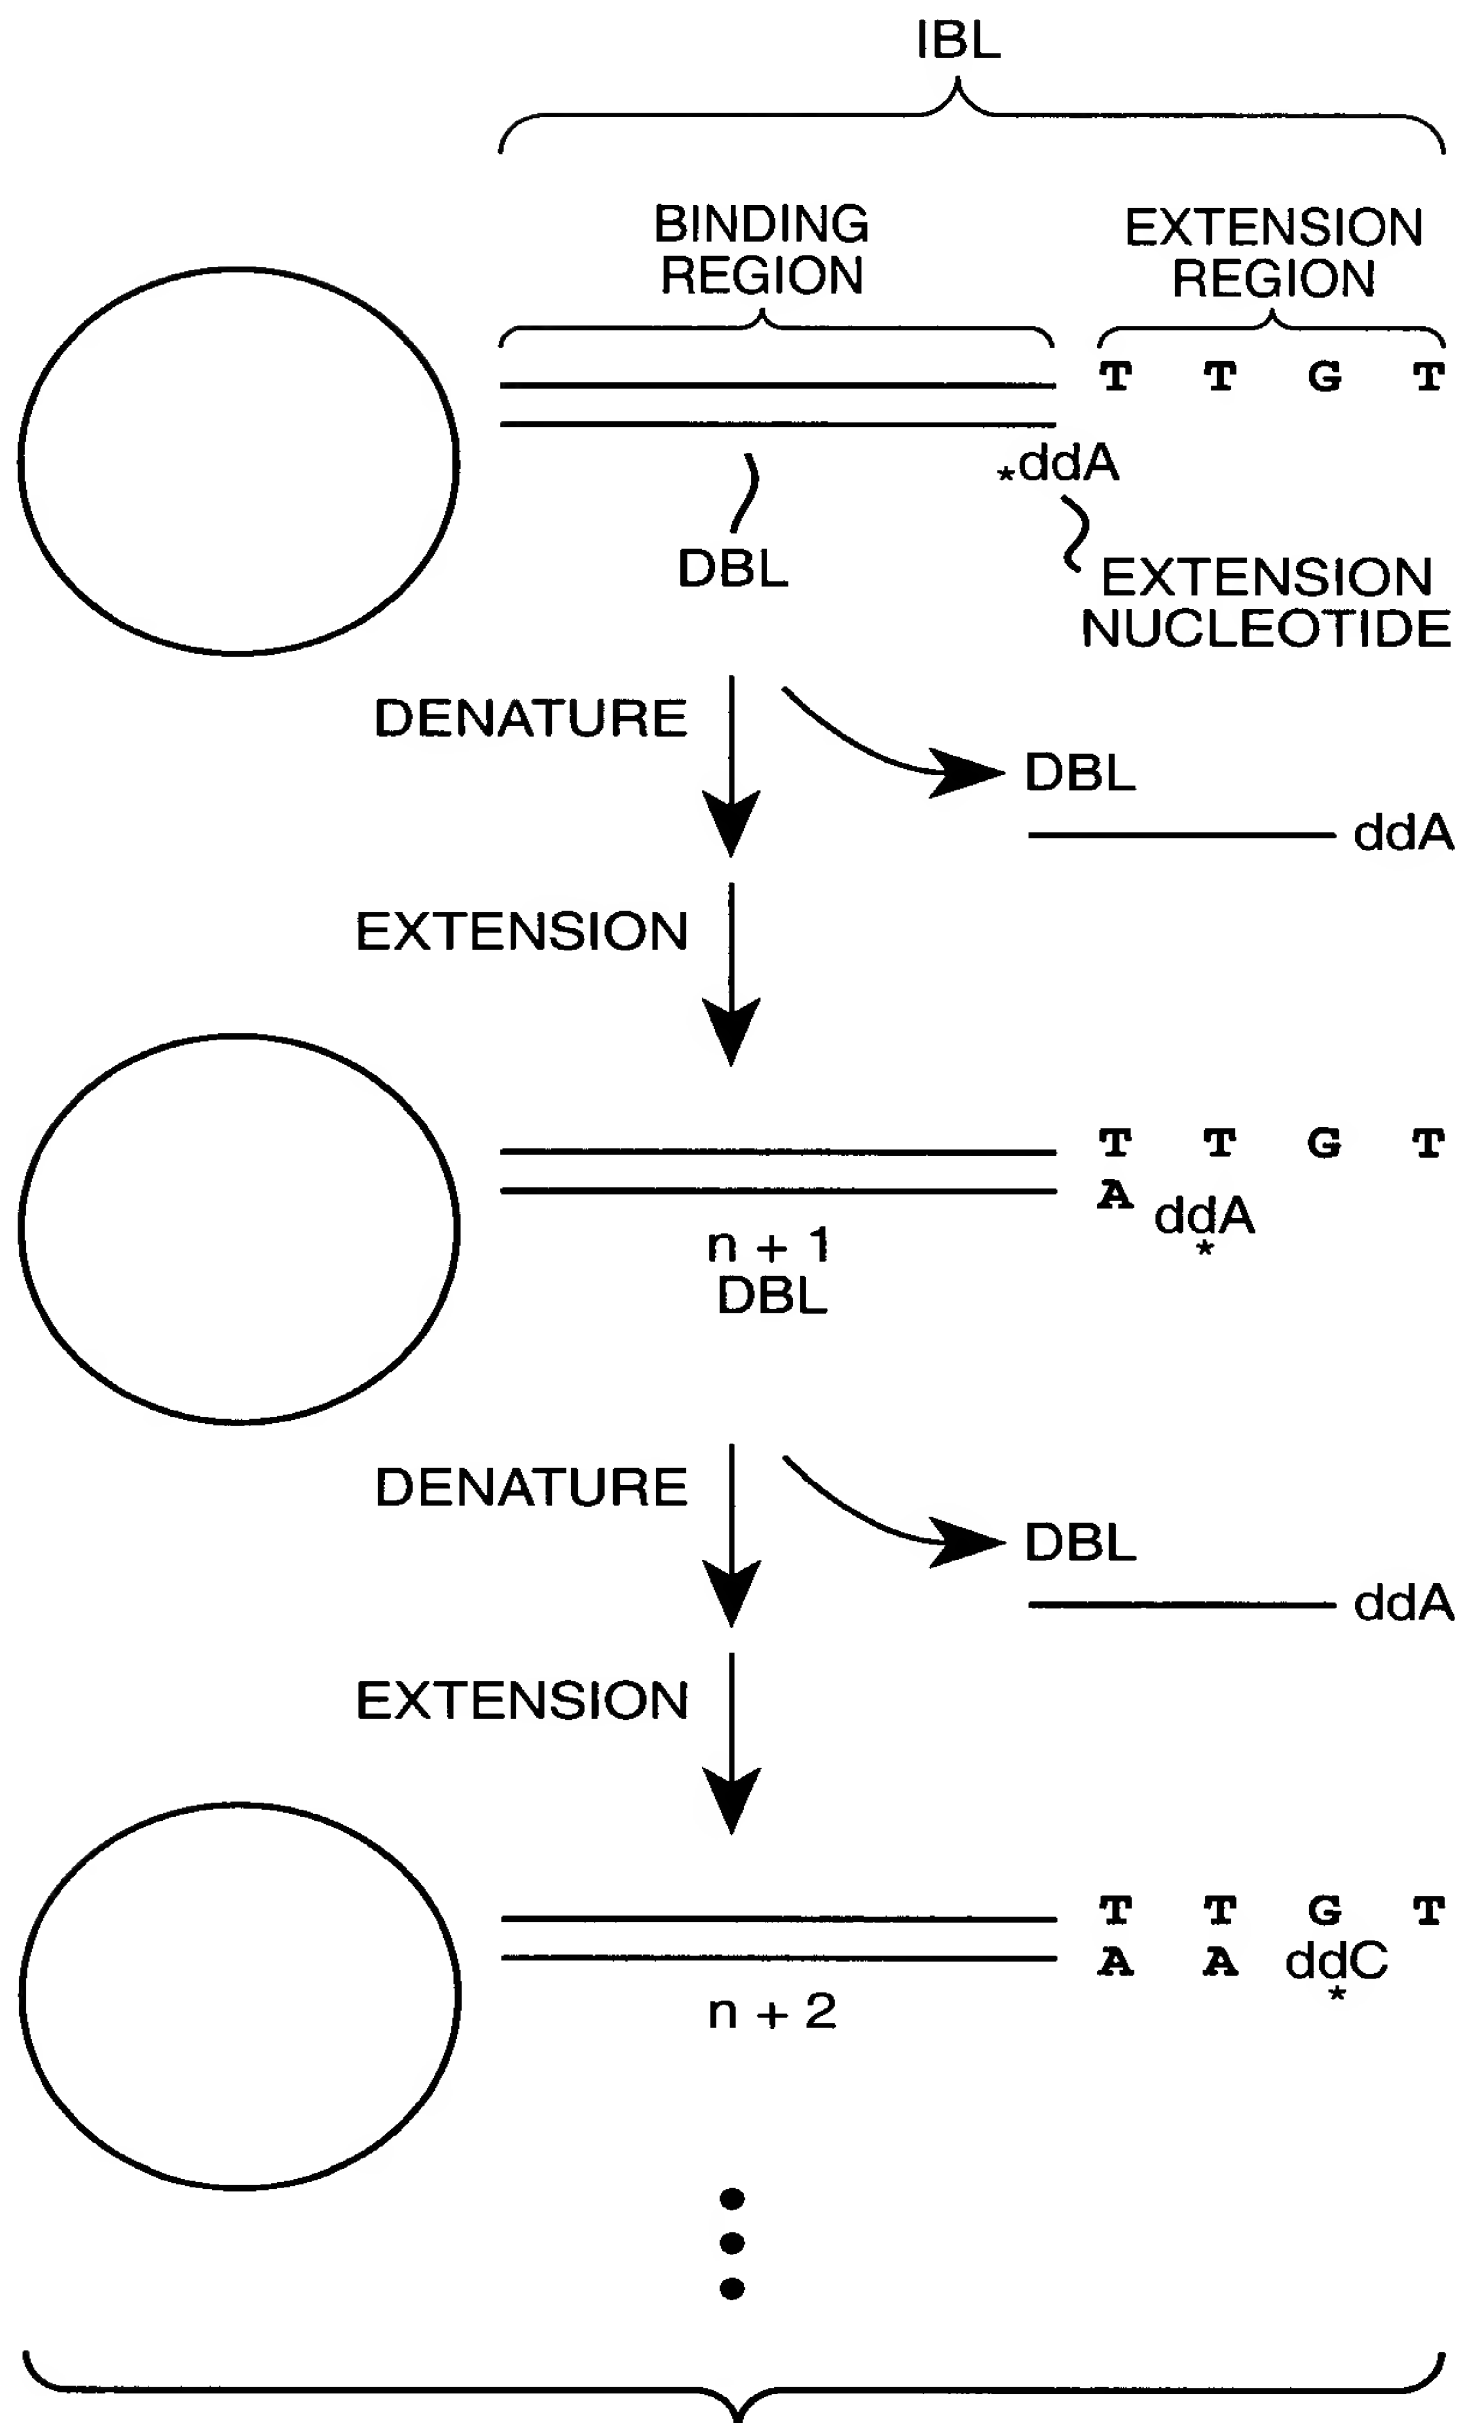 IBL
BINDING
REGION
EXTENSION
REGION
T T G T
*ddA
DBL
EXTENSION
NUCLEOTIDE
DENATURE
DBL
ddA
EXTENSION
T T G T
A ddA
*
n + 1
DBL
DENATURE
DBL
ddA
EXTENSION
T T G T
A A ddC
*
n + 2